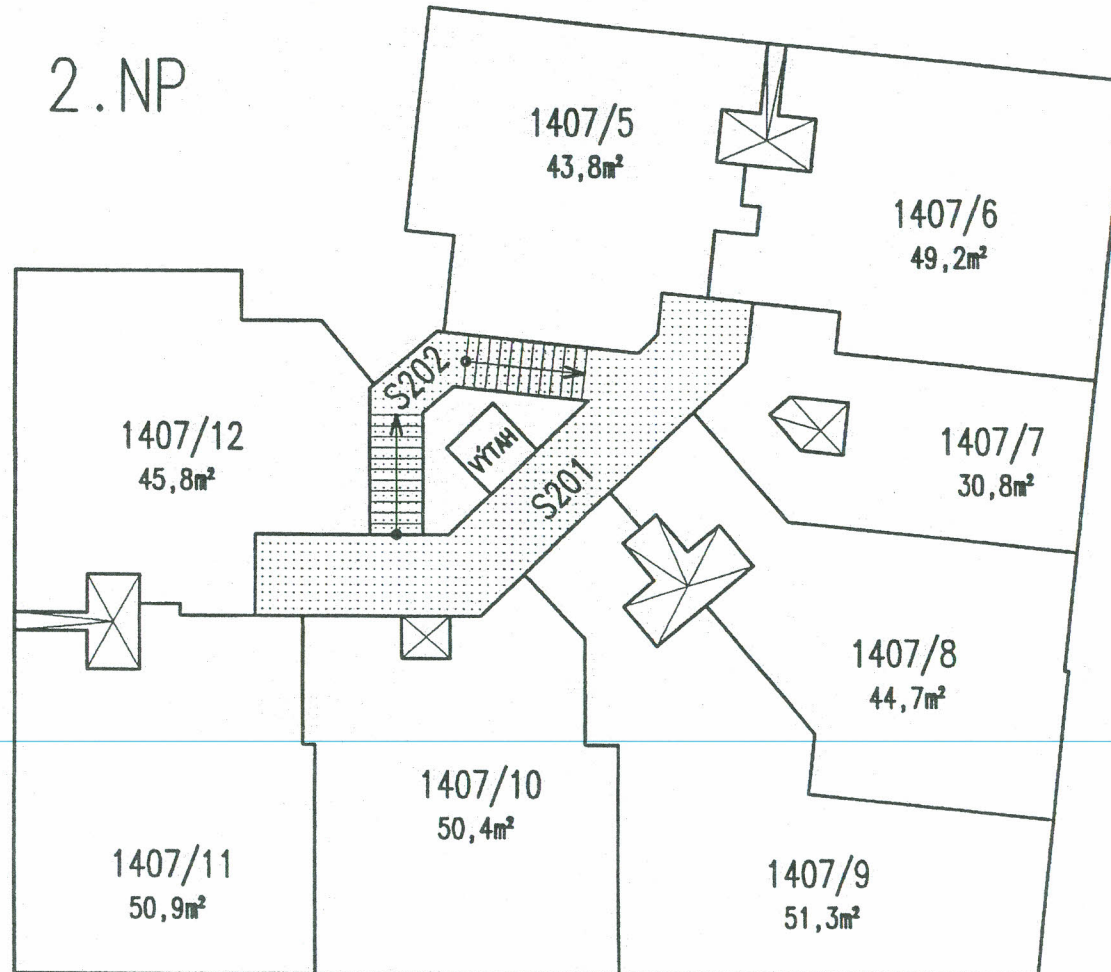 2.NP
1407/5
43,8m²
1407/6
49,2m²
S202
1407/12
45,8m²
VÝTAH
S201
1407/7
30,8m²
1407/8
44,7m²
1407/10
50,4m²
1407/11
50,9m²
1407/9
51,3m²